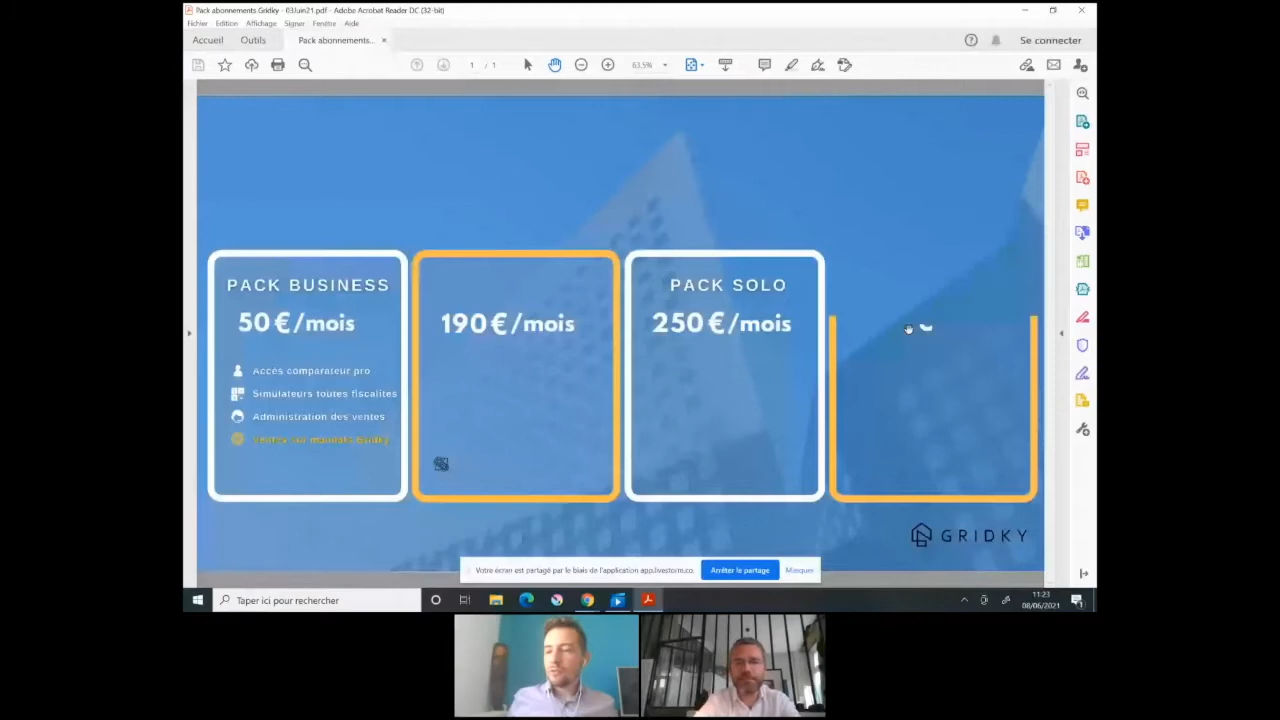 Pack abonnements Gridky - 03Juin21.pdf - Adobe Acrobat Reader DC (32-bit)
Fichier Edition Affichage Signer Fenêtre Aide
Accueil Outils Pack abonnements... × Se connecter
1 / 1 63.5%
PACK BUSINESS PACK SOLO
50€/mois 190€/mois 250€/mois
Accès comparateur pro
Simulateurs toutes fiscalités
Administration des ventes
GRIDKY
Votre écran est partagé par le biais de l'application app.livestorm.co. Arrêter le partage Masquer
Taper ici pour rechercher
11:23
08/06/2021